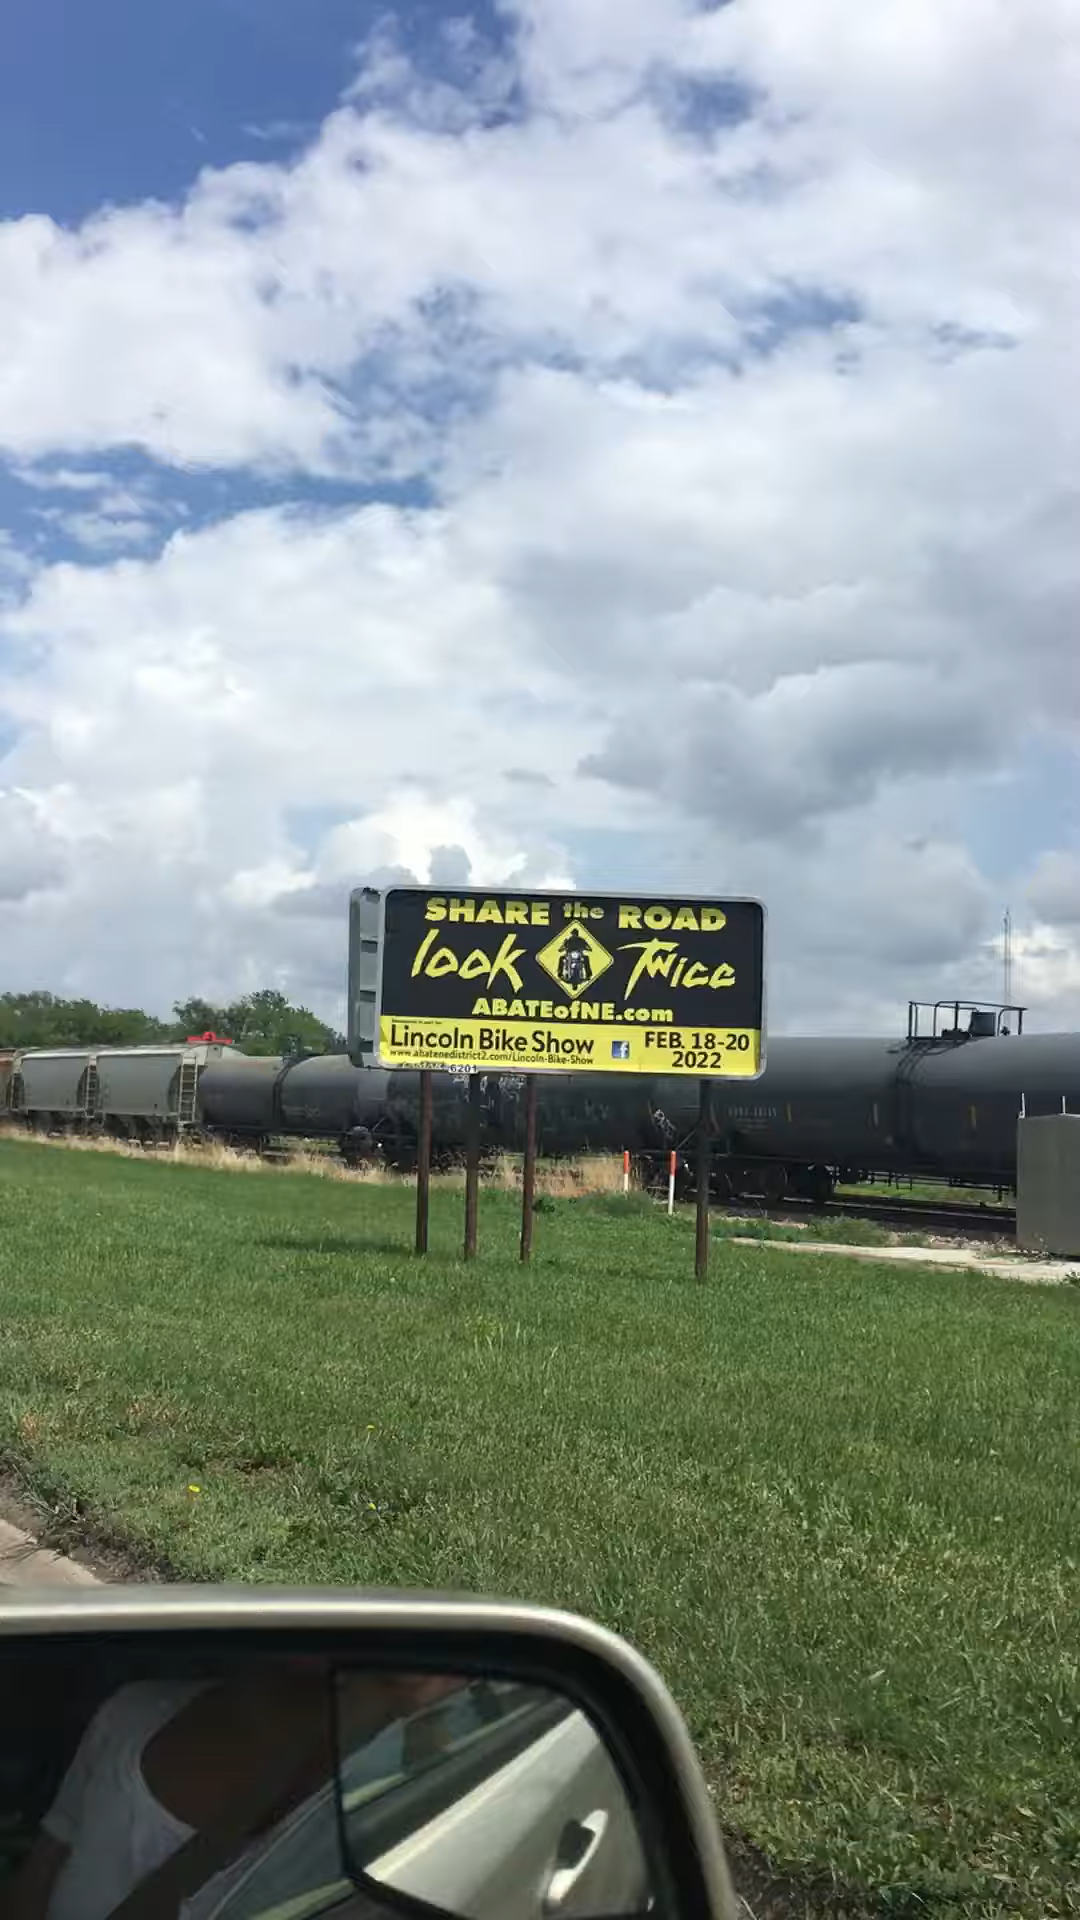 SHARE the ROAD
look Twice
ABATEofNE.com
Lincoln Bike Show
www.abatenedistrict2.com/Lincoln-Bike-Show
f
FEB. 18-20
2022
6201